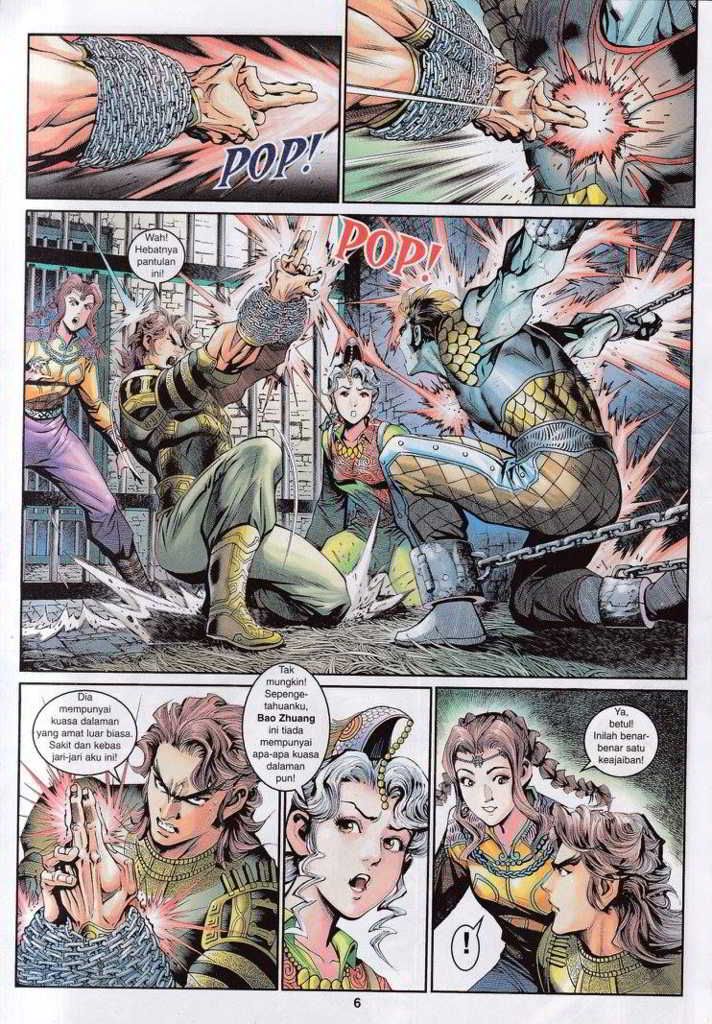 POP!
Wah!
Hebatnya
pantulan
ini!
POP!
Dia
mempunyai
kuasa dalaman
yang amat luar biasa.
Sakit dan kebas
jari-jari aku ini!
Tak
mungkin!
Sepenge-
tahuanku,
Bao Zhuang
ini tiada
mempunyai
apa-apa kuasa
dalaman
pun!
Ya,
betul!
Inilah benar-
benar satu
keajaiban!
!
6